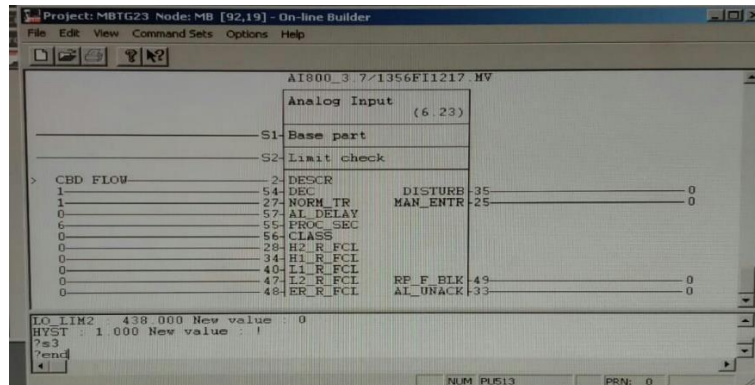 Project: MBTG23 Node: MB [92,19] - On-line Builder
File Edit View Command Sets Options Help
AI800_3.7/1356FI1217.MV
Analog Input
(6.23)
S1 Base part
S2 Limit check
> CBD FLOW 2 DESCR
1 54 DEC DISTURB 35 0
1 27 NORM_TR MAN_ENTR 25 0
0 57 AL_DELAY
6 55 PROC_SEC
0 56 CLASS
0 28 H2_R_FCL
0 34 H1_R_FCL
0 40 L1_R_FCL
0 47 L2_R_FCL RP_F_BLK 49 0
0 48 ER_R_FCL AL_UNACK 33 0
LO_LIM2 : 438.000 New value : 0
HYST : 1.000 New value : !
?s3
?end
NUM PU513 PRN: 0